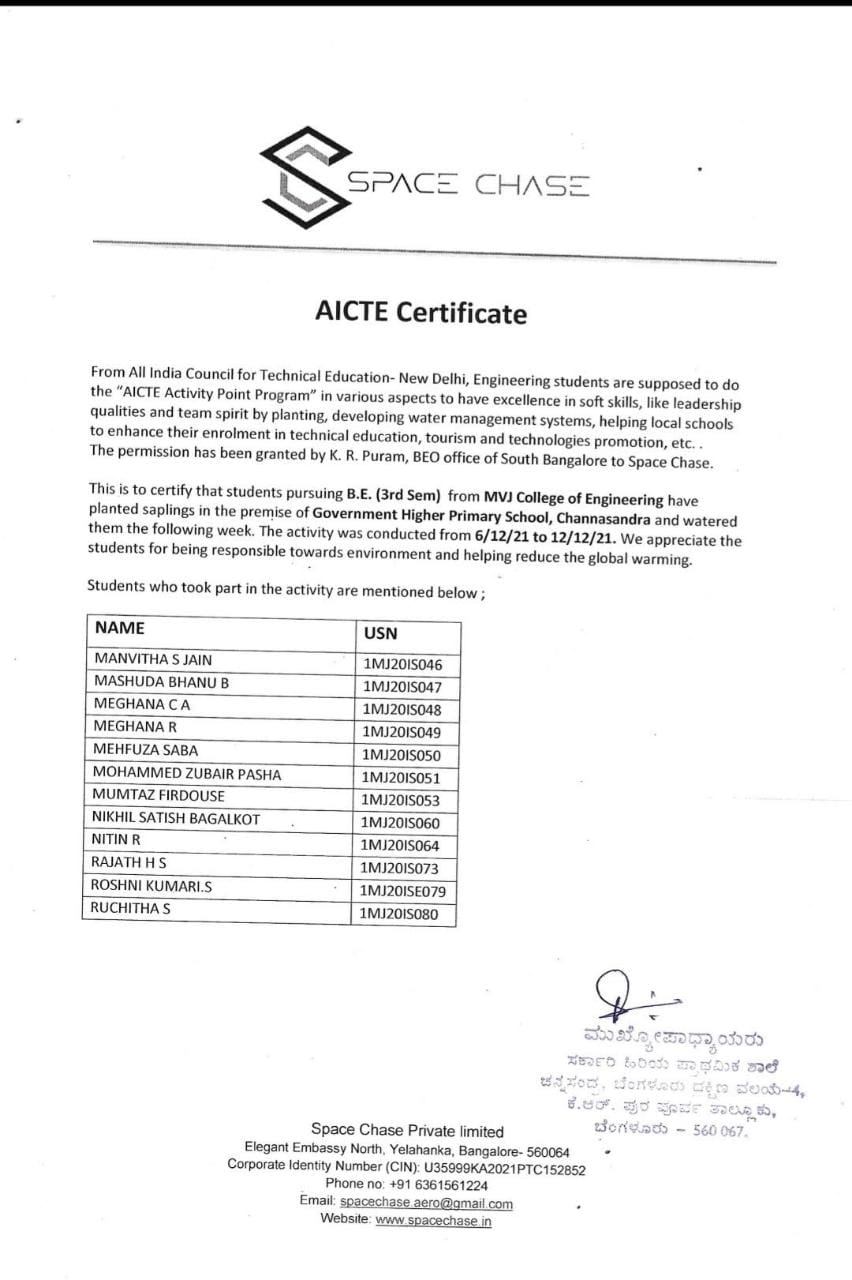 SPACE CHASE
AICTE Certificate
From All India Council for Technical Education- New Delhi, Engineering students are supposed to do
the “AICTE Activity Point Program” in various aspects to have excellence in soft skills, like leadership
qualities and team spirit by planting, developing water management systems, helping local schools
to enhance their enrolment in technical education, tourism and technologies promotion, etc. .
The permission has been granted by K. R. Puram, BEO office of South Bangalore to Space Chase.
This is to certify that students pursuing B.E. (3rd Sem) from MVJ College of Engineering have
planted saplings in the premise of Government Higher Primary School, Channasandra and watered
them the following week. The activity was conducted from 6/12/21 to 12/12/21. We appreciate the
students for being responsible towards environment and helping reduce the global warming.
Students who took part in the activity are mentioned below ;
NAME USN
MANVITHA S JAIN 1MJ20IS046
MASHUDA BHANU B 1MJ20IS047
MEGHANA C A 1MJ20IS048
MEGHANA R 1MJ20IS049
MEHFUZA SABA 1MJ20IS050
MOHAMMED ZUBAIR PASHA 1MJ20IS051
MUMTAZ FIRDOUSE 1MJ20IS053
NIKHIL SATISH BAGALKOT 1MJ20IS060
NITIN R 1MJ20IS064
RAJATH H S 1MJ20IS073
ROSHNI KUMARI.S 1MJ20ISE079
RUCHITHA S 1MJ20IS080
ಮುಖ್ಯೋಪಾಧ್ಯಾಯರು
ಸರ್ಕಾರಿ ಹಿರಿಯ ಪ್ರಾಥಮಿಕ ಶಾಲೆ
ಚನ್ನಸಂದ್ರ, ಬೆಂಗಳೂರು ದಕ್ಷಿಣ ವಲಯ-4,
ಕೆ.ಆರ್. ಪುರ ಪೂರ್ವ ತಾಲ್ಲೂಕು,
ಬೆಂಗಳೂರು - 560 067.
Space Chase Private limited
Elegant Embassy North, Yelahanka, Bangalore- 560064
Corporate Identity Number (CIN): U35999KA2021PTC152852
Phone no: +91 6361561224
Email: spacechase.aero@gmail.com
Website: www.spacechase.in